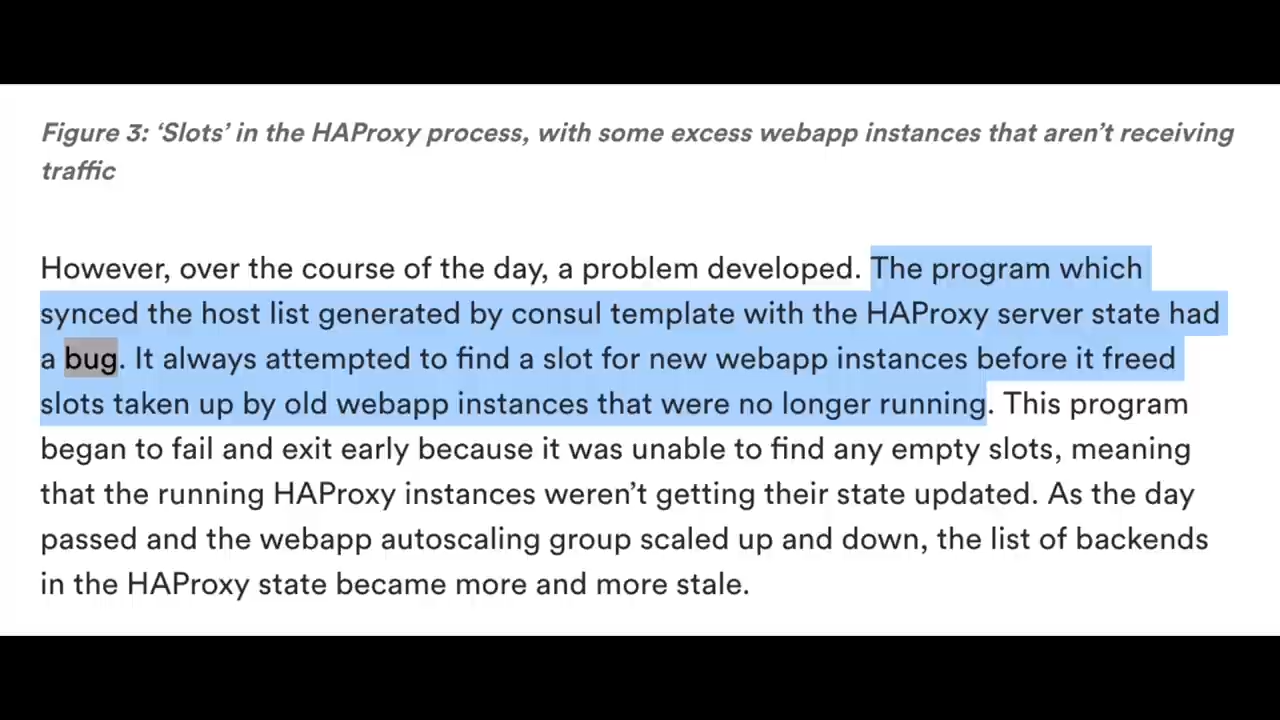 Figure 3: ‘Slots’ in the HAProxy process, with some excess webapp instances that aren’t receiving
traffic
However, over the course of the day, a problem developed. The program which
synced the host list generated by consul template with the HAProxy server state had
a bug. It always attempted to find a slot for new webapp instances before it freed
slots taken up by old webapp instances that were no longer running. This program
began to fail and exit early because it was unable to find any empty slots, meaning
that the running HAProxy instances weren’t getting their state updated. As the day
passed and the webapp autoscaling group scaled up and down, the list of backends
in the HAProxy state became more and more stale.